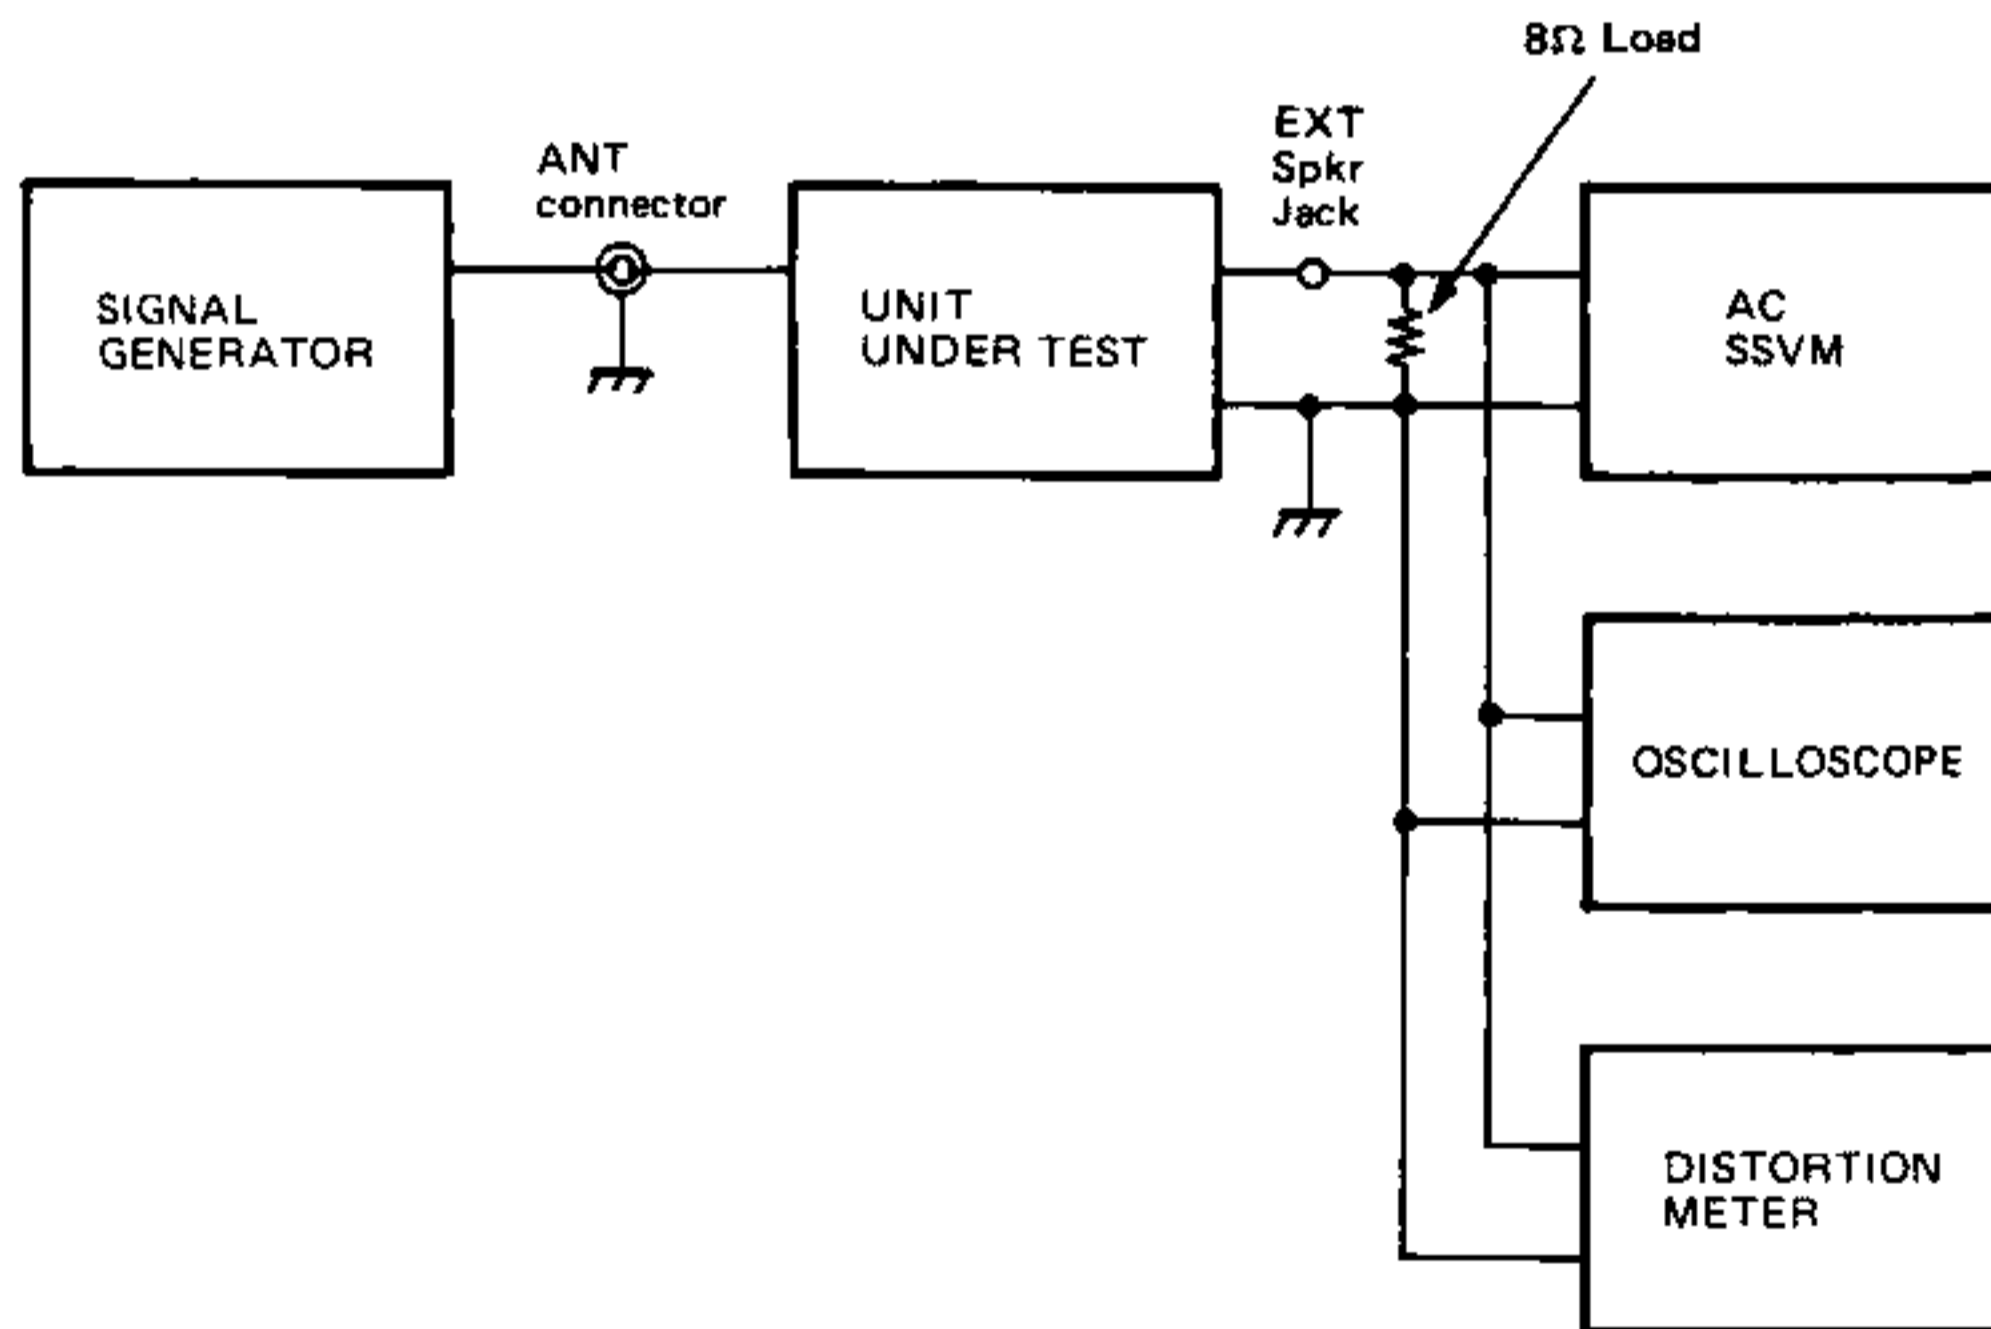 8Ω Load
ANT
connector
EXT
Spkr
Jack
SIGNAL
GENERATOR
UNIT
UNDER TEST
AC
SSVM
OSCILLOSCOPE
DISTORTION
METER